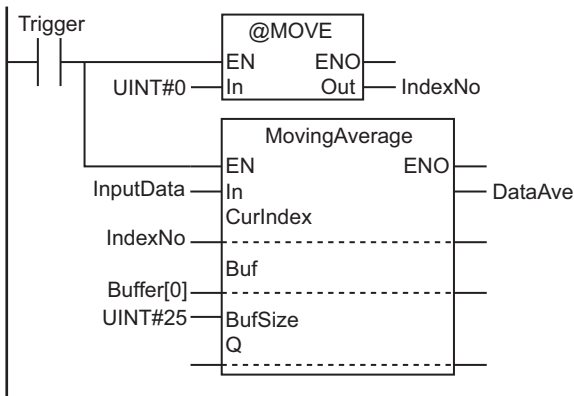 Trigger
@MOVE
EN ENO
UINT#0 In Out IndexNo
MovingAverage
EN ENO
InputData In DataAve
CurIndex
IndexNo
Buf
Buffer[0]
UINT#25 BufSize
Q